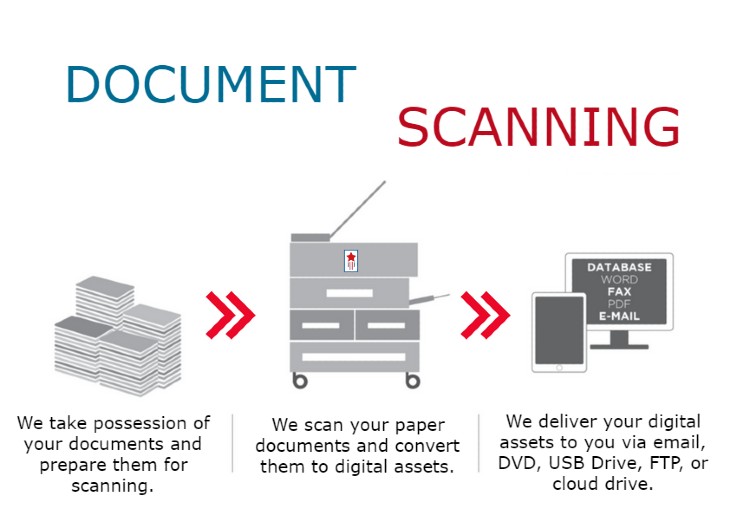 DOCUMENT
SCANNING
DATABASE
WORD
FAX
PDF
E-MAIL
We take possession of
your documents and
prepare them for
scanning.
We scan your paper
documents and convert
them to digital assets.
We deliver your digital
assets to you via email,
DVD, USB Drive, FTP, or
cloud drive.